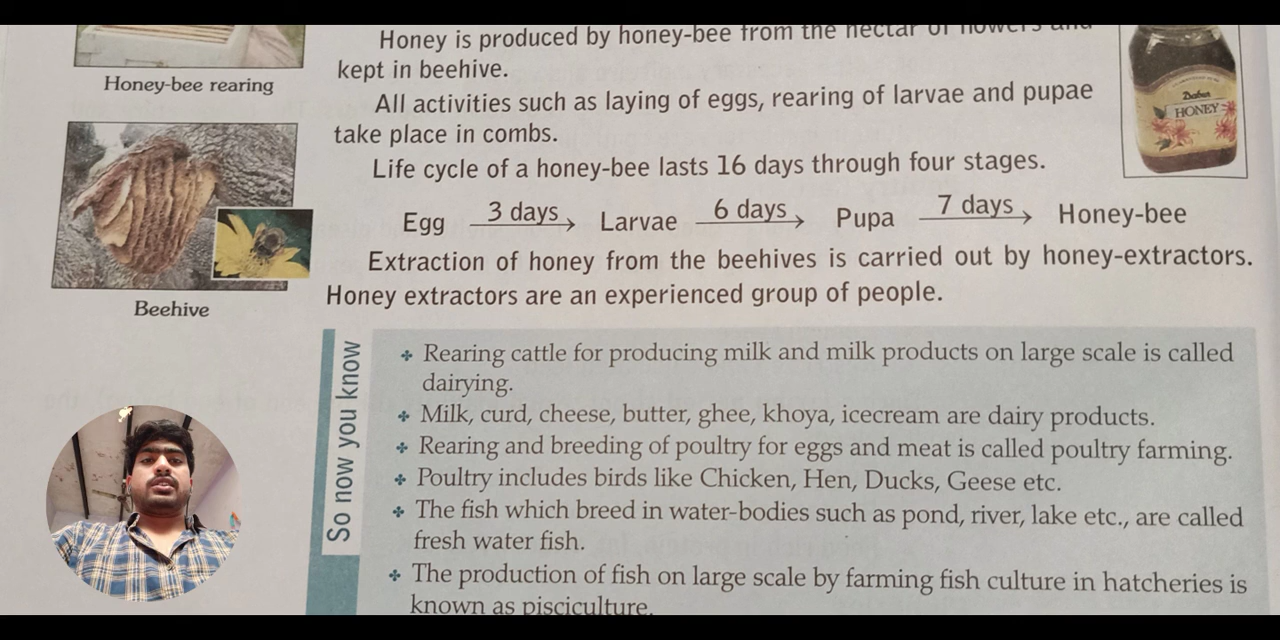 Honey-bee rearing
Beehive
Honey is produced by honey-bee from the nectar of flowers and
kept in beehive.
All activities such as laying of eggs, rearing of larvae and pupae
take place in combs.
Life cycle of a honey-bee lasts 16 days through four stages.
Egg 3 days Larvae 6 days Pupa 7 days Honey-bee
Extraction of honey from the beehives is carried out by honey-extractors.
Honey extractors are an experienced group of people.
Dabur
HONEY
So now you know
Rearing cattle for producing milk and milk products on large scale is called
dairying.
Milk, curd, cheese, butter, ghee, khoya, icecream are dairy products.
Rearing and breeding of poultry for eggs and meat is called poultry farming.
Poultry includes birds like Chicken, Hen, Ducks, Geese etc.
The fish which breed in water-bodies such as pond, river, lake etc., are called
fresh water fish.
The production of fish on large scale by farming fish culture in hatcheries is
known as pisciculture.